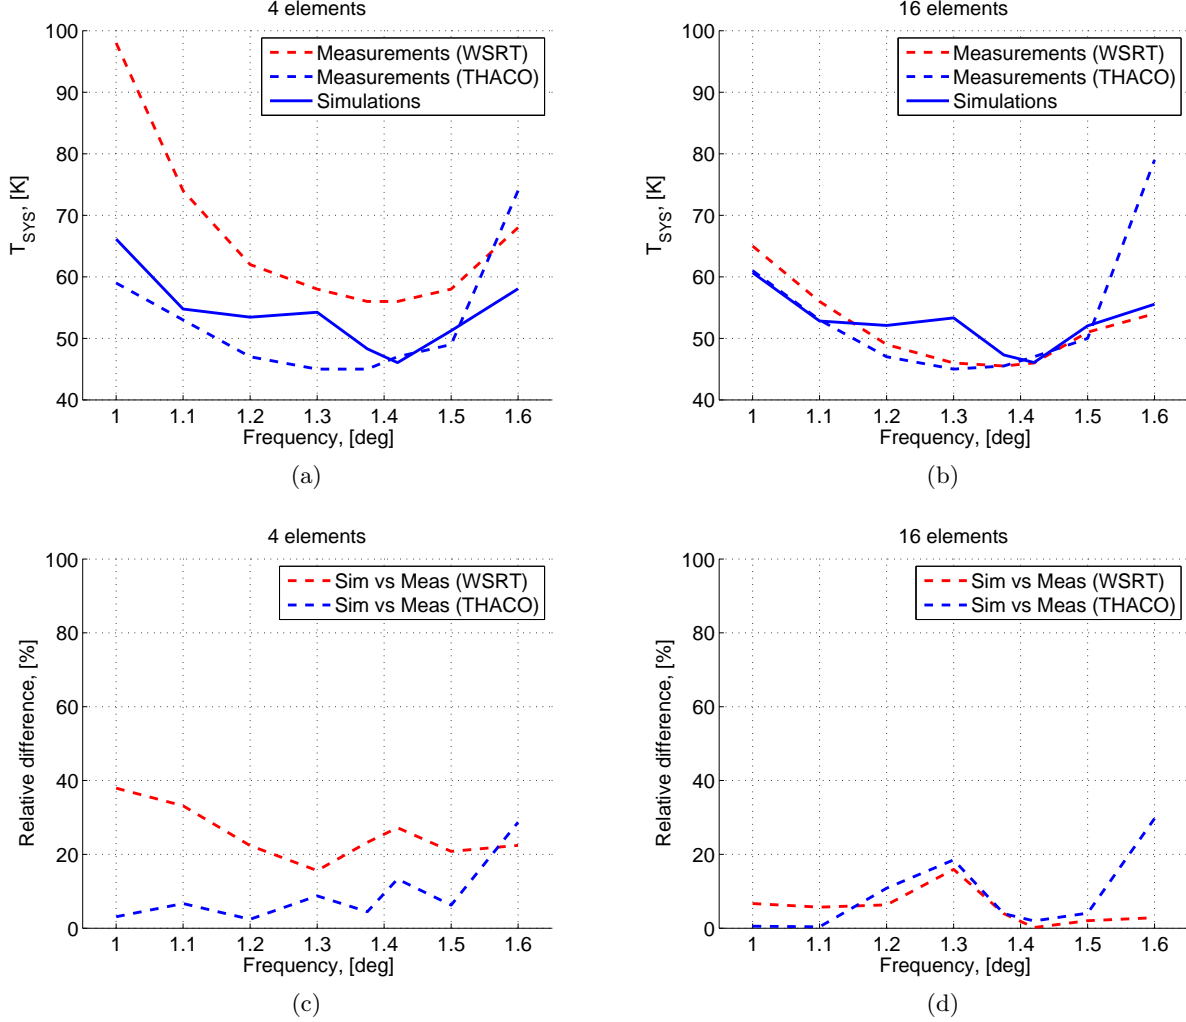 4 elements
100
90
80
70
60
50
40
T_SYS, [K]
Measurements (WSRT)
Measurements (THACO)
Simulations
1 1.1 1.2 1.3 1.4 1.5 1.6
Frequency, [deg]
(a)
16 elements
100
90
80
70
60
50
40
T_SYS, [K]
Measurements (WSRT)
Measurements (THACO)
Simulations
1 1.1 1.2 1.3 1.4 1.5 1.6
Frequency, [deg]
(b)
4 elements
100
80
60
40
20
0
Relative difference, [%]
Sim vs Meas (WSRT)
Sim vs Meas (THACO)
1 1.1 1.2 1.3 1.4 1.5 1.6
Frequency, [deg]
(c)
16 elements
100
80
60
40
20
0
Relative difference, [%]
Sim vs Meas (WSRT)
Sim vs Meas (THACO)
1 1.1 1.2 1.3 1.4 1.5 1.6
Frequency, [deg]
(d)